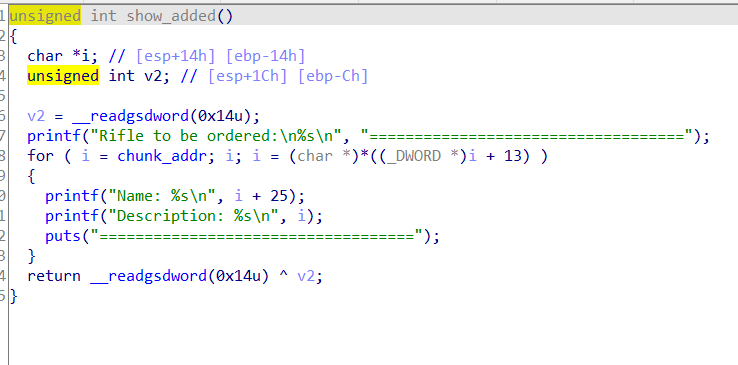 1 unsigned int show_added()
2 {
3 char *i; // [esp+14h] [ebp-14h]
4 unsigned int v2; // [esp+1Ch] [ebp-Ch]
5
6 v2 = __readgsdword(0x14u);
7 printf("Rifle to be ordered:\n%s\n", "===================================");
8 for ( i = chunk_addr; i; i = (char *)*((_DWORD *)i + 13) )
9 {
0 printf("Name: %s\n", i + 25);
1 printf("Description: %s\n", i);
2 puts("===================================");
3 }
4 return __readgsdword(0x14u) ^ v2;
5 }